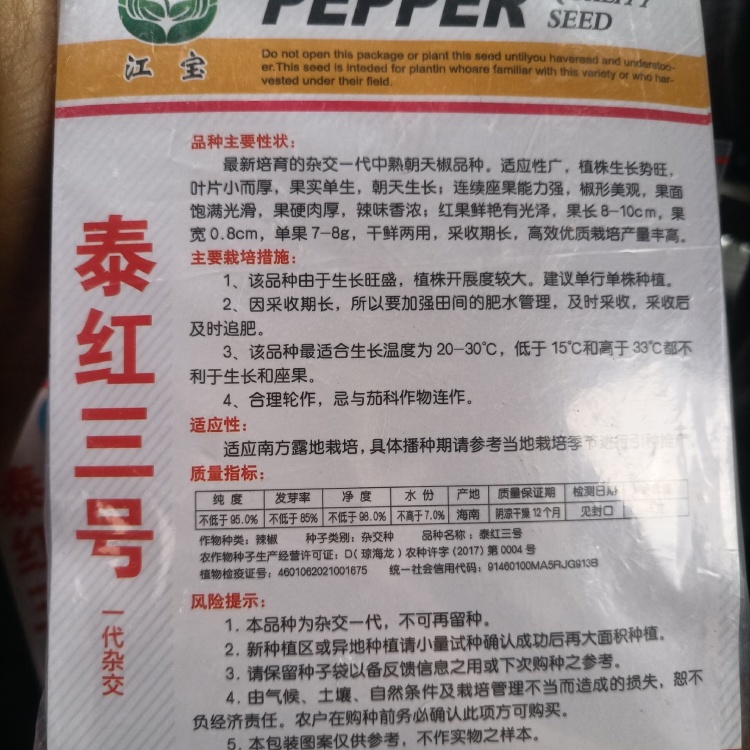 PEPPER
QUALITY
SEED
江宝
Do not open this package or plant this seed untilyou haveread and understoo-
er.This seed is inteded for plantin whoare familiar with this variety or who har-
vested under their field.
泰红三号
一代杂交
品种主要性状：
最新培育的杂交一代中熟朝天椒品种。适应性广，植株生长势旺，
叶片小而厚，果实单生，朝天生长；连续座果能力强，椒形美观，果面
饱满光滑，果硬肉厚，辣味香浓；红果鲜艳有光泽，果长8-10cm，果
宽0.8cm，单果7-8g，干鲜两用，采收期长，高效优质栽培产量丰高。
主要栽培措施：
1、该品种由于生长旺盛，植株开展度较大。建议单行单株种植。
2、因采收期长，所以要加强田间的肥水管理，及时采收，采收后
及时追肥。
3、该品种最适合生长温度为20-30℃，低于15℃和高于33℃都不
利于生长和座果。
4、合理轮作，忌与茄科作物连作。
适应性：
适应南方露地栽培，具体播种期请参考当地栽培季节进行引种推广
质量指标：
纯度 发芽率 净度 水份 产地 质量保证期 检测日期
不低于95.0% 不低于85% 不低于98.0% 不高于7.0% 海南 阴凉干燥12个月 见封口
作物种类：辣椒 种子类别：杂交种 品种名称：泰红三号
农作物种子生产经营许可证：D(琼海龙)农种许字(2017)第0004号
植物检疫证号：4601062021001675 统一社会信用代码：91460100MA5RJG913B
风险提示：
1. 本品种为杂交一代，不可再留种。
2. 新种植区或异地种植请小量试种确认成功后再大面积种植。
3. 请保留种子袋以备反馈信息之用或下次购种之参考。
4. 由气候、土壤、自然条件及栽培管理不当而造成的损失，恕不
负经济责任。农户在购种前务必确认此项方可购买。
5. 本包装图案仅供参考，不作实物之样本。